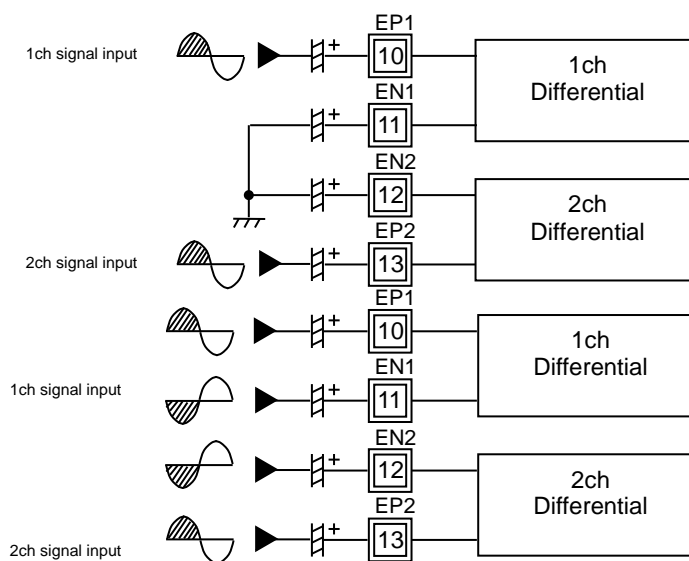 EP1
1ch signal input
+
10
1ch
Differential
EN1
+
11
EN2
+
12
2ch
Differential
EP2
2ch signal input
+
13
EP1
+
10
1ch
Differential
EN1
1ch signal input
+
11
EN2
+
12
2ch
Differential
EP2
+
13
2ch signal input